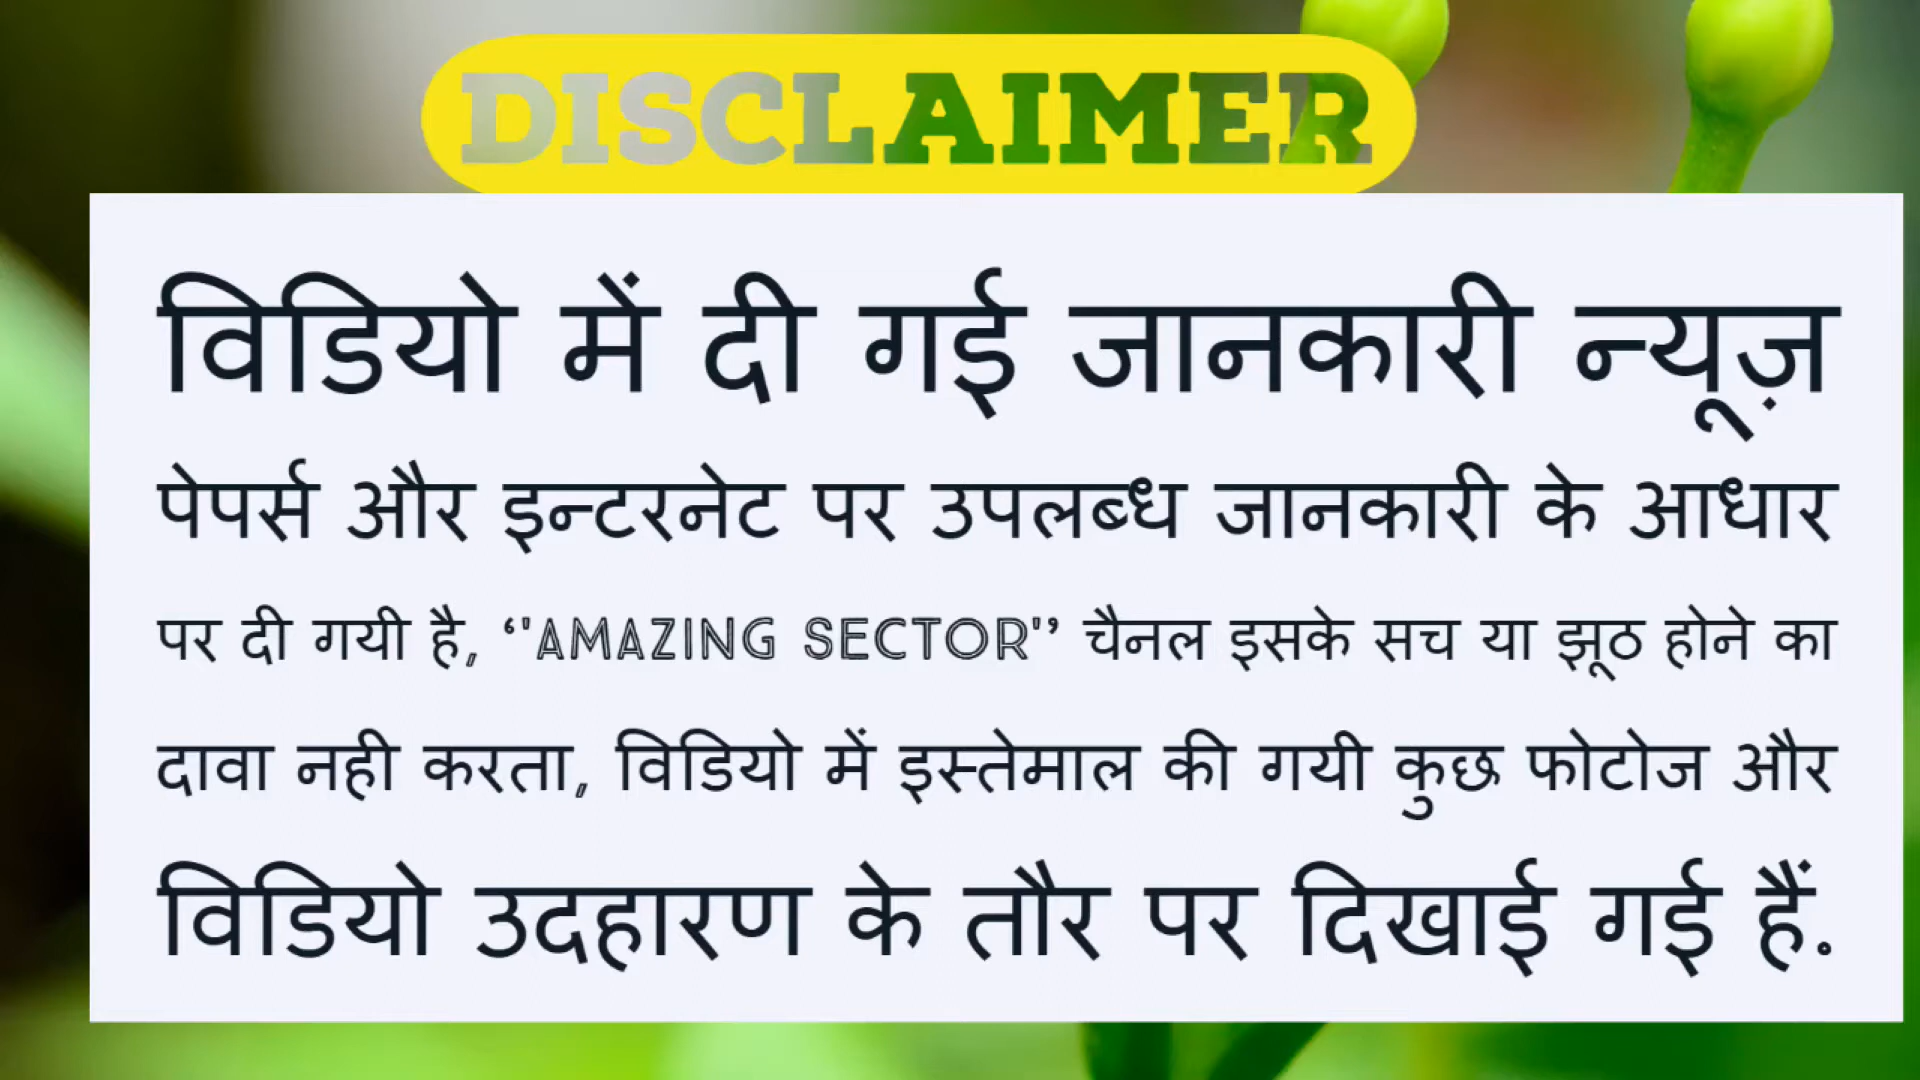 DISCLAIMER
विडियो में दी गई जानकारी न्यूज़
पेपर्स और इन्टरनेट पर उपलब्ध जानकारी के आधार
पर दी गयी है, ‘'AMAZING SECTOR'’ चैनल इसके सच या झूठ होने का
दावा नही करता, विडियो में इस्तेमाल की गयी कुछ फोटोज और
विडियो उदहारण के तौर पर दिखाई गई हैं.